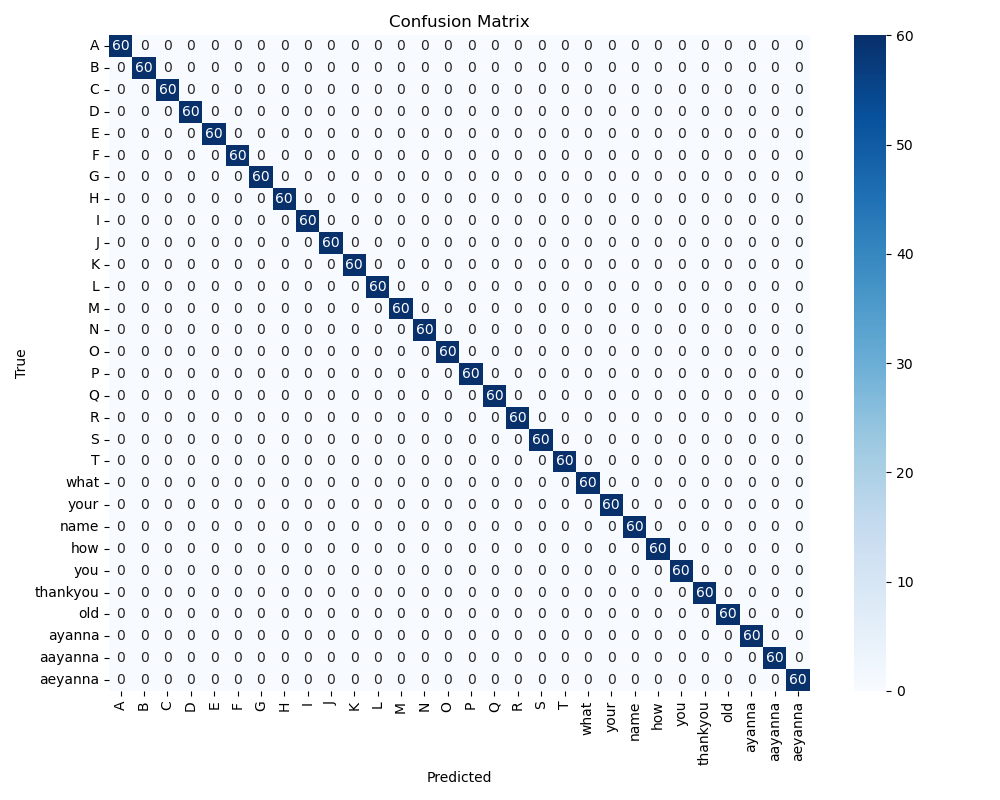 Confusion Matrix
True
A 60 0 0 0 0 0 0 0 0 0 0 0 0 0 0 0 0 0 0 0 0 0 0 0 0 0 0 0 0 0
B 0 60 0 0 0 0 0 0 0 0 0 0 0 0 0 0 0 0 0 0 0 0 0 0 0 0 0 0 0 0
C 0 0 60 0 0 0 0 0 0 0 0 0 0 0 0 0 0 0 0 0 0 0 0 0 0 0 0 0 0 0
D 0 0 0 60 0 0 0 0 0 0 0 0 0 0 0 0 0 0 0 0 0 0 0 0 0 0 0 0 0 0
E 0 0 0 0 60 0 0 0 0 0 0 0 0 0 0 0 0 0 0 0 0 0 0 0 0 0 0 0 0 0
F 0 0 0 0 0 60 0 0 0 0 0 0 0 0 0 0 0 0 0 0 0 0 0 0 0 0 0 0 0 0
G 0 0 0 0 0 0 60 0 0 0 0 0 0 0 0 0 0 0 0 0 0 0 0 0 0 0 0 0 0 0
H 0 0 0 0 0 0 0 60 0 0 0 0 0 0 0 0 0 0 0 0 0 0 0 0 0 0 0 0 0 0
I 0 0 0 0 0 0 0 0 60 0 0 0 0 0 0 0 0 0 0 0 0 0 0 0 0 0 0 0 0 0
J 0 0 0 0 0 0 0 0 0 60 0 0 0 0 0 0 0 0 0 0 0 0 0 0 0 0 0 0 0 0
K 0 0 0 0 0 0 0 0 0 0 60 0 0 0 0 0 0 0 0 0 0 0 0 0 0 0 0 0 0 0
L 0 0 0 0 0 0 0 0 0 0 0 60 0 0 0 0 0 0 0 0 0 0 0 0 0 0 0 0 0 0
M 0 0 0 0 0 0 0 0 0 0 0 0 60 0 0 0 0 0 0 0 0 0 0 0 0 0 0 0 0 0
N 0 0 0 0 0 0 0 0 0 0 0 0 0 60 0 0 0 0 0 0 0 0 0 0 0 0 0 0 0 0
O 0 0 0 0 0 0 0 0 0 0 0 0 0 0 60 0 0 0 0 0 0 0 0 0 0 0 0 0 0 0
P 0 0 0 0 0 0 0 0 0 0 0 0 0 0 0 60 0 0 0 0 0 0 0 0 0 0 0 0 0 0
Q 0 0 0 0 0 0 0 0 0 0 0 0 0 0 0 0 60 0 0 0 0 0 0 0 0 0 0 0 0 0
R 0 0 0 0 0 0 0 0 0 0 0 0 0 0 0 0 0 60 0 0 0 0 0 0 0 0 0 0 0 0
S 0 0 0 0 0 0 0 0 0 0 0 0 0 0 0 0 0 0 60 0 0 0 0 0 0 0 0 0 0 0
T 0 0 0 0 0 0 0 0 0 0 0 0 0 0 0 0 0 0 0 60 0 0 0 0 0 0 0 0 0 0
what 0 0 0 0 0 0 0 0 0 0 0 0 0 0 0 0 0 0 0 0 60 0 0 0 0 0 0 0 0 0
your 0 0 0 0 0 0 0 0 0 0 0 0 0 0 0 0 0 0 0 0 0 60 0 0 0 0 0 0 0 0
name 0 0 0 0 0 0 0 0 0 0 0 0 0 0 0 0 0 0 0 0 0 0 60 0 0 0 0 0 0 0
how 0 0 0 0 0 0 0 0 0 0 0 0 0 0 0 0 0 0 0 0 0 0 0 60 0 0 0 0 0 0
you 0 0 0 0 0 0 0 0 0 0 0 0 0 0 0 0 0 0 0 0 0 0 0 0 60 0 0 0 0 0
thankyou 0 0 0 0 0 0 0 0 0 0 0 0 0 0 0 0 0 0 0 0 0 0 0 0 0 60 0 0 0 0
old 0 0 0 0 0 0 0 0 0 0 0 0 0 0 0 0 0 0 0 0 0 0 0 0 0 0 60 0 0 0
ayanna 0 0 0 0 0 0 0 0 0 0 0 0 0 0 0 0 0 0 0 0 0 0 0 0 0 0 0 60 0 0
aayanna 0 0 0 0 0 0 0 0 0 0 0 0 0 0 0 0 0 0 0 0 0 0 0 0 0 0 0 0 60 0
aeyanna 0 0 0 0 0 0 0 0 0 0 0 0 0 0 0 0 0 0 0 0 0 0 0 0 0 0 0 0 0 60
A B C D E F G H I J K L M N O P Q R S T what your name how you thankyou old ayanna aayanna aeyanna
Predicted
60
50
40
30
20
10
0